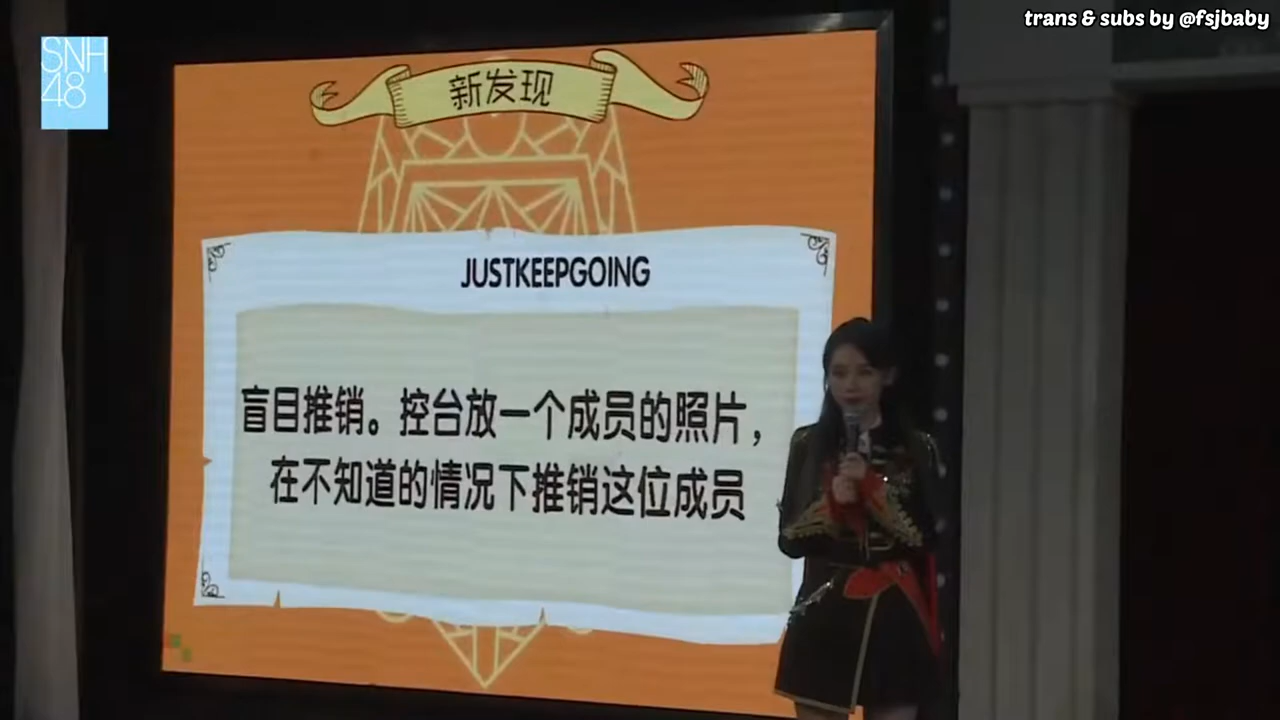 trans & subs by @fsjbaby
SNH
48
新发现
JUSTKEEPGOING
盲目推销。控台放一个成员的照片，
在不知道的情况下推销这位成员